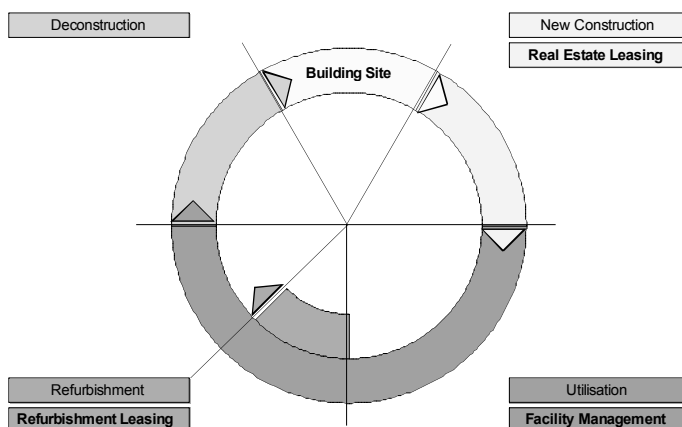 Deconstruction
New Construction
Real Estate Leasing
Building Site
Refurbishment
Refurbishment Leasing
Utilisation
Facility Management